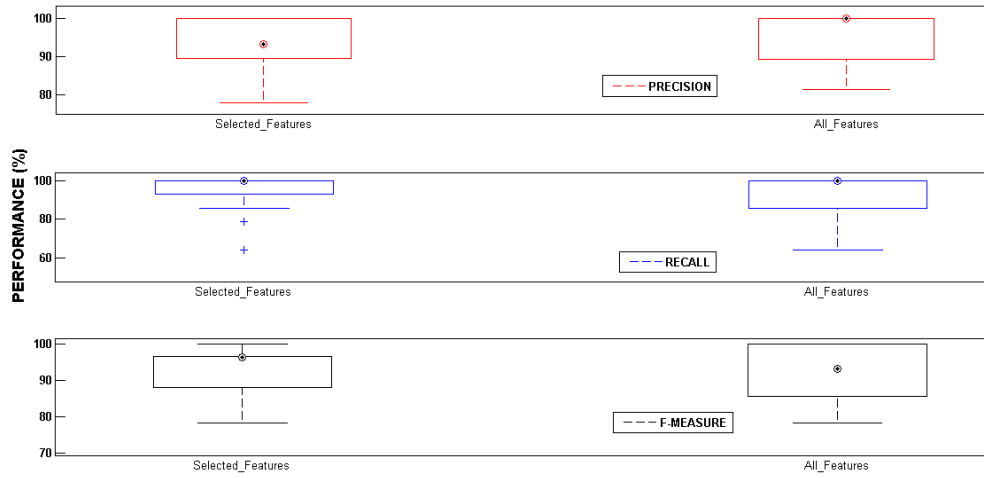 PERFORMANCE (%)
100
90
80
PRECISION
Selected_Features
All_Features
100
80
60
RECALL
Selected_Features
All_Features
100
90
80
70
F-MEASURE
Selected_Features
All_Features